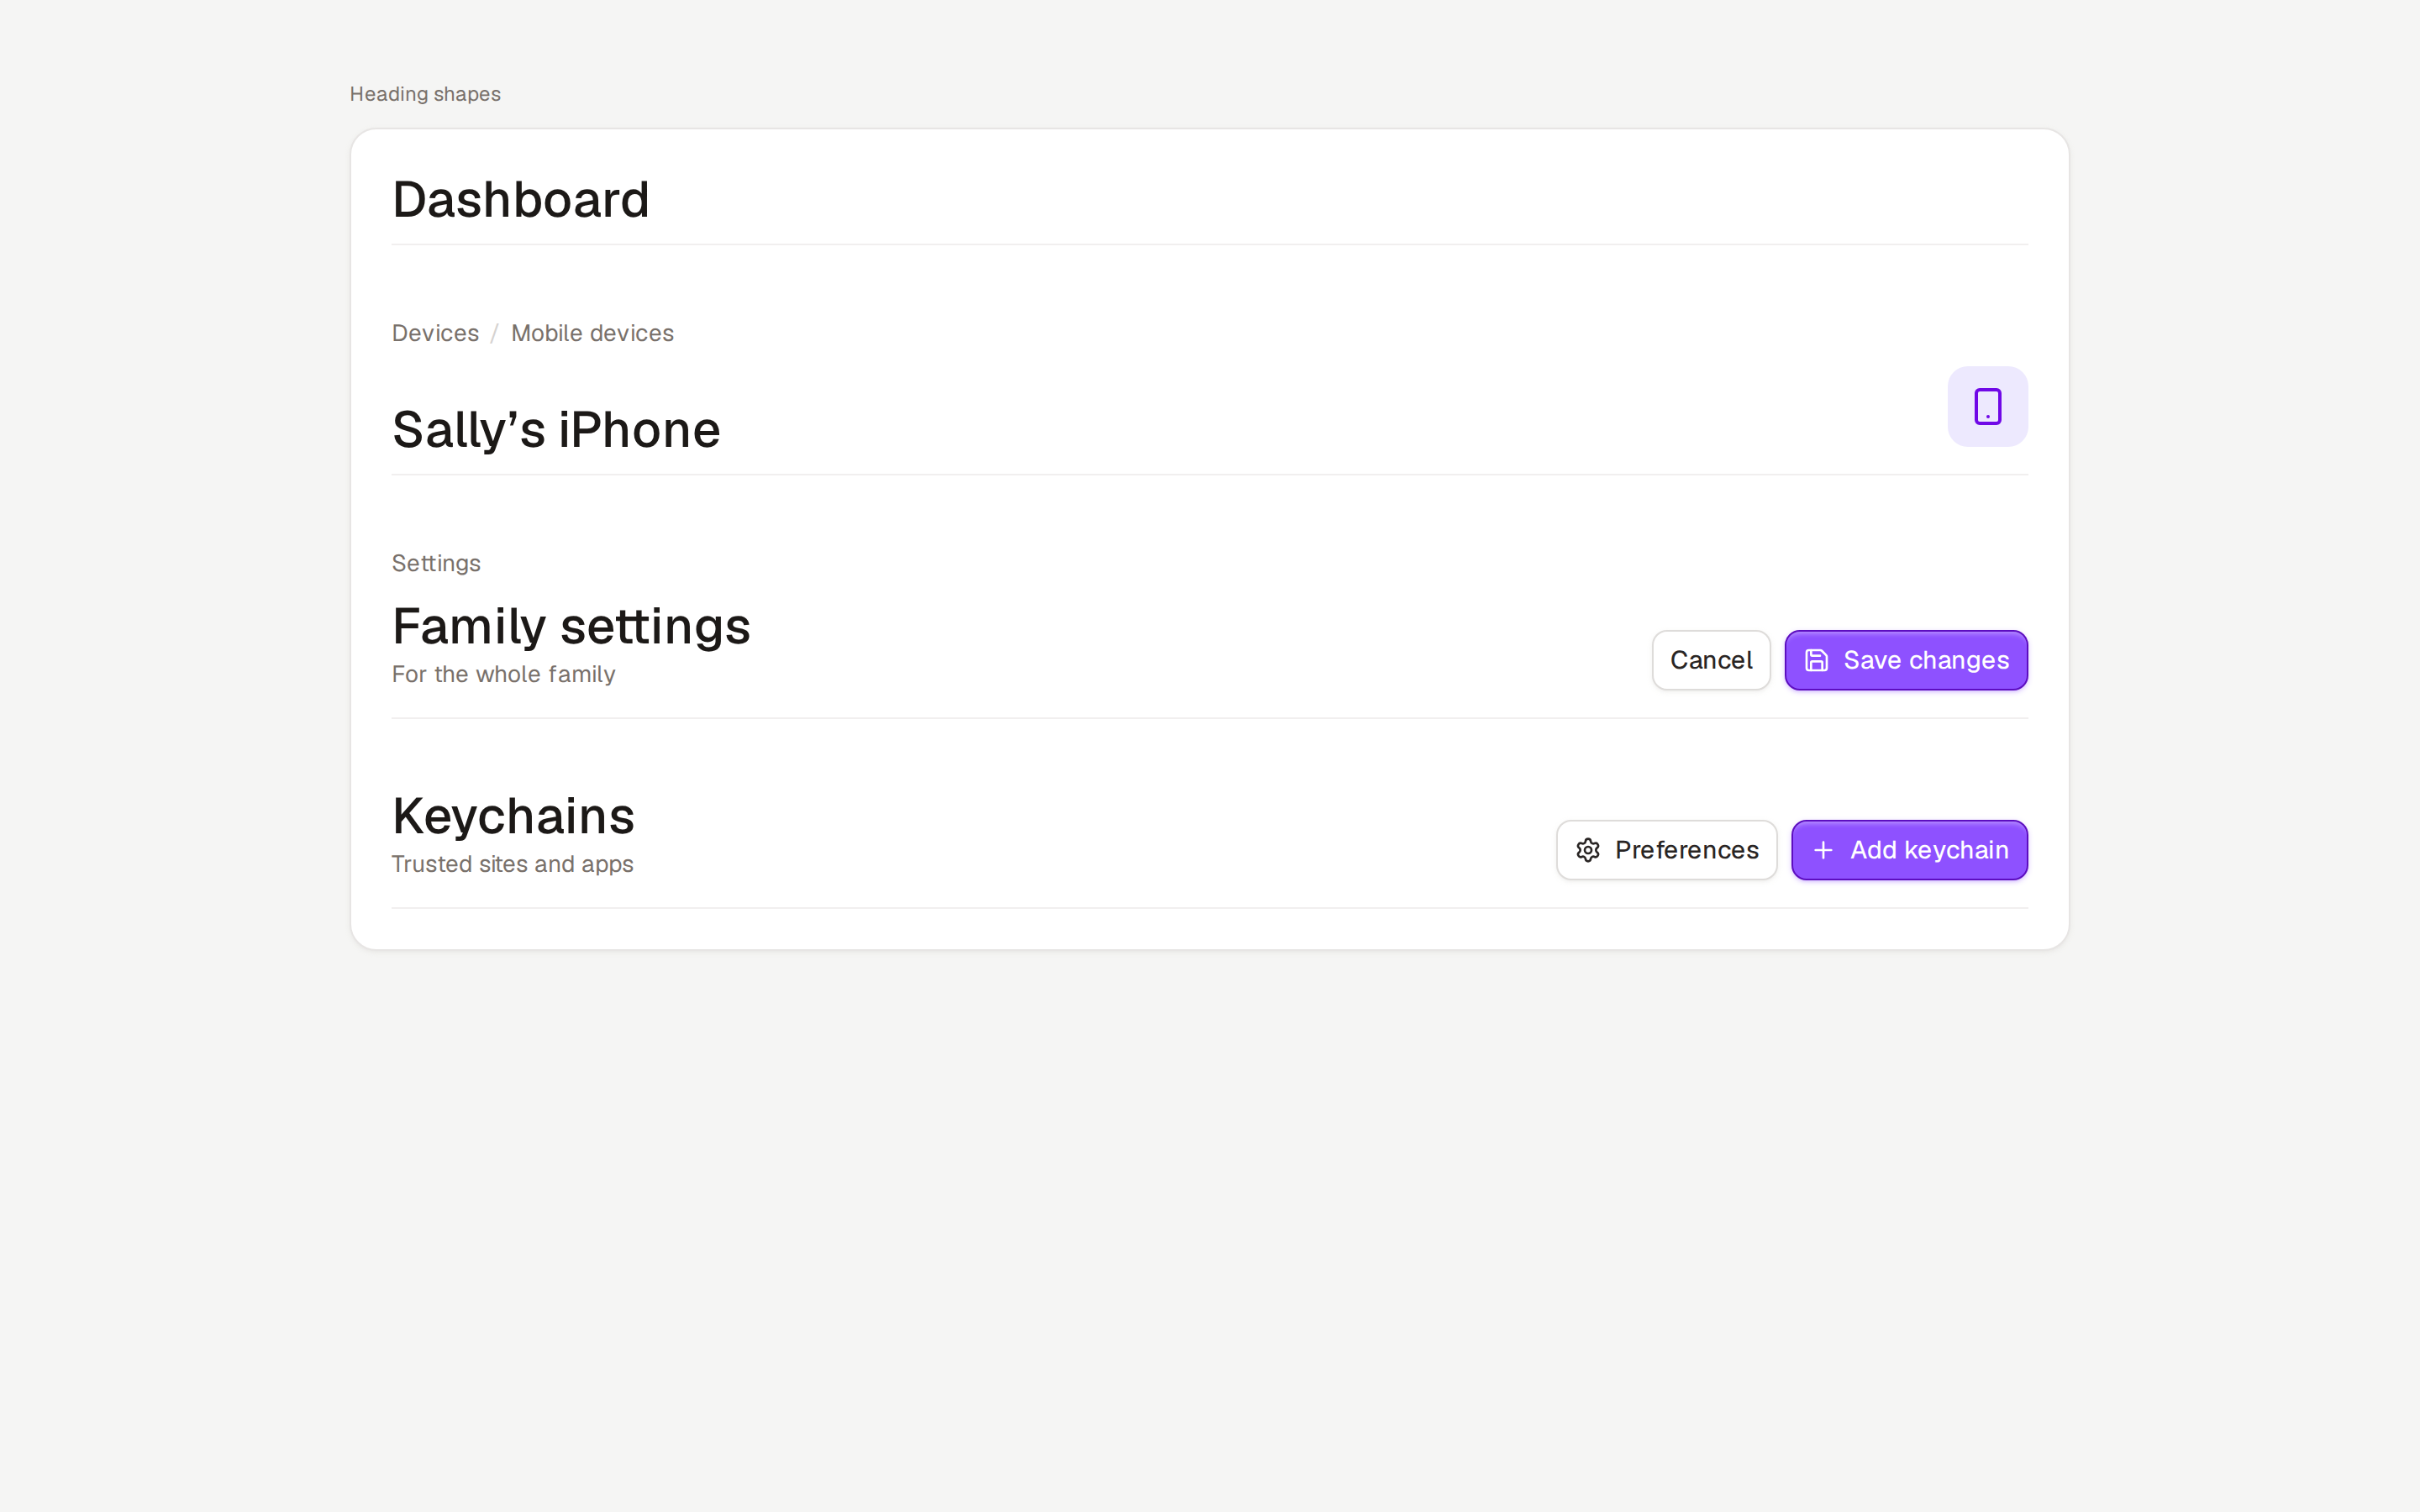 Heading shapes
Dashboard
Devices / Mobile devices
Sally’s iPhone
Settings
Family settings
For the whole family
Cancel
Save changes
Keychains
Trusted sites and apps
Preferences
Add keychain